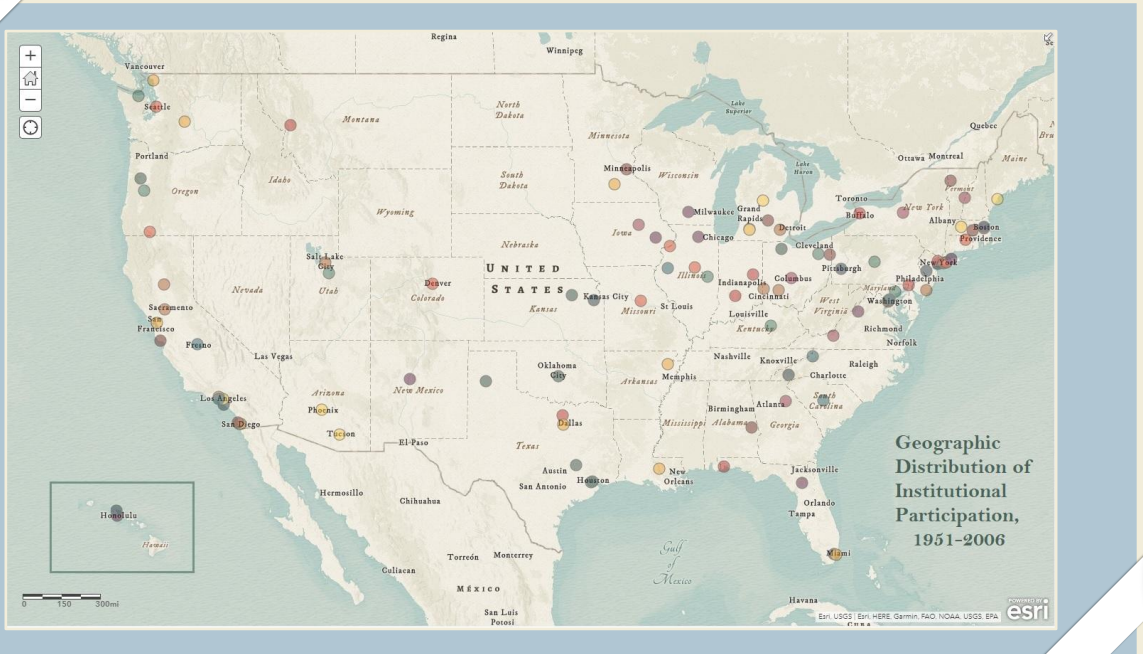 Regina
Winnipeg
Vancouver
Seattle
Portland
Oregon
Idaho
Montana
Wyoming
North
Dakota
South
Dakota
Nebraska
Minnesota
Minneapolis
Wisconsin
Iowa
Milwaukee
Chicago
Lake
Superior
Lake
Huron
Grand
Rapids
Detroit
Toronto
Buffalo
Ottawa
Montreal
Quebec
Maine
Bru
Vermont
New York
Albany
Boston
Providence
New York
Cleveland
Pittsburgh
Philadelphia
Maryland
Washington
West
Virginia
Richmond
Norfolk
Columbus
Indianapolis
Cincinnati
Louisville
Kentucky
Illinois
St Louis
Missouri
Kansas City
Kansas
UNITED
STATES
Denver
Colorado
Salt Lake
City
Utah
Nevada
Sacramento
San
Francisco
Fresno
Las Vegas
Los Angeles
San Diego
Arizona
Phoenix
Tucson
New Mexico
El Paso
Oklahoma
City
Arkansas
Memphis
Nashville
Knoxville
Raleigh
Charlotte
South
Carolina
Atlanta
Georgia
Birmingham
Alabama
Mississippi
Dallas
Texas
Austin
San Antonio
Houston
New
Orleans
Jacksonville
Orlando
Tampa
Miami
Gulf
of
Mexico
Havana
Cuba
Hermosillo
Chihuahua
Torreón
Monterrey
Culiacan
MÉXICO
San Luis
Potosí
Honolulu
Hawaii
0 150 300mi
Geographic
Distribution of
Institutional
Participation,
1951-2006
POWERED BY
esri
Esri, USGS | Esri, HERE, Garmin, FAO, NOAA, USGS, EPA